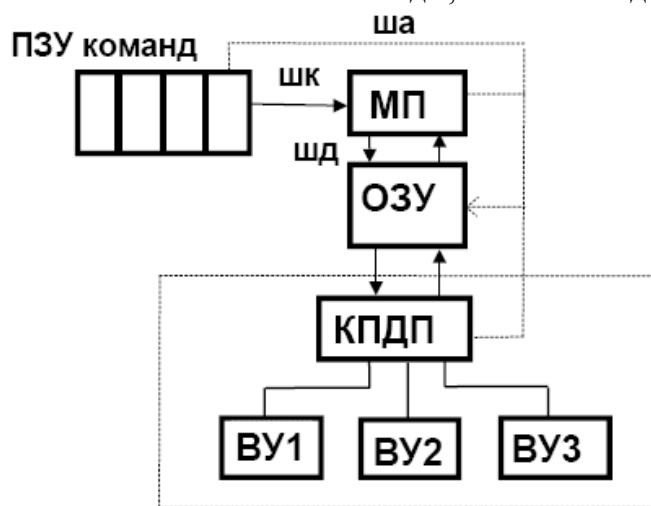 ша
ПЗУ команд
шк
МП
шд
ОЗУ
КПДП
ВУ1
ВУ2
ВУ3